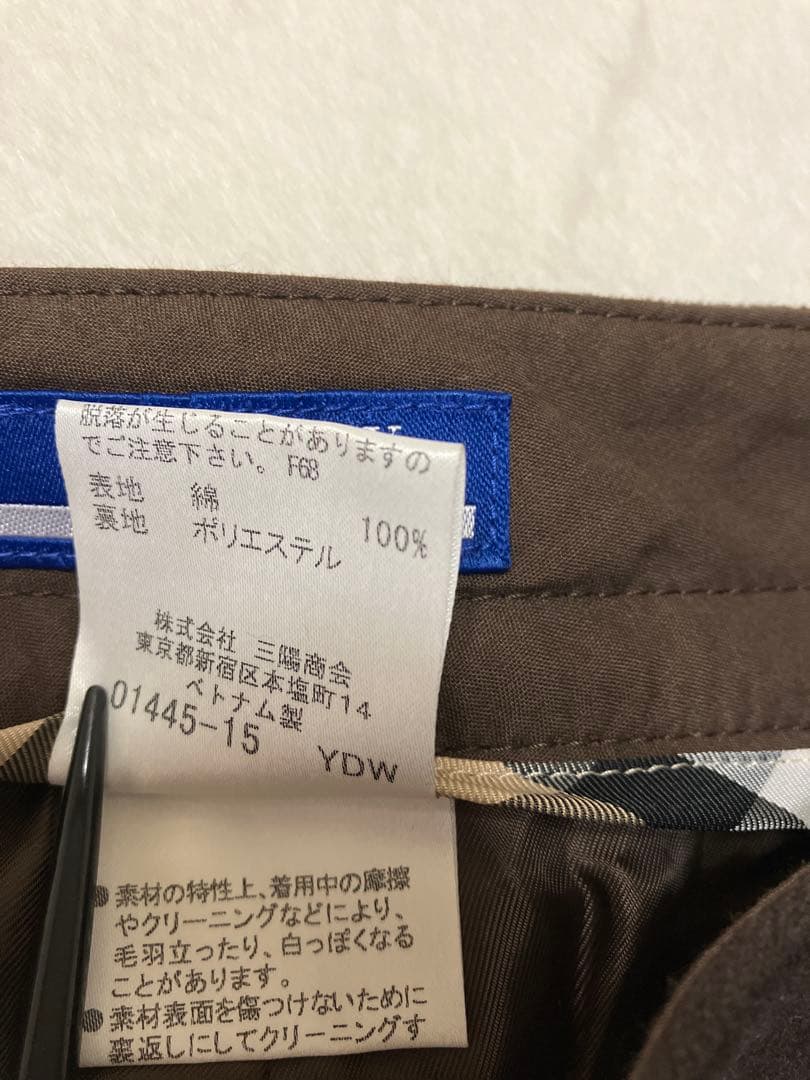 脱落が生じることがありますの
でご注意下さい。 F68
表地 綿 100%
裏地 ポリエステル
株式会社 三陽商会
東京都新宿区本塩町14
ベトナム製
01445-15 YDW
● 素材の特性上、着用中の摩擦
やクリーニングなどにより、
毛羽立ったり、白っぽくなる
ことがあります。
● 素材表面を傷つけないために
裏返しにしてクリーニングす